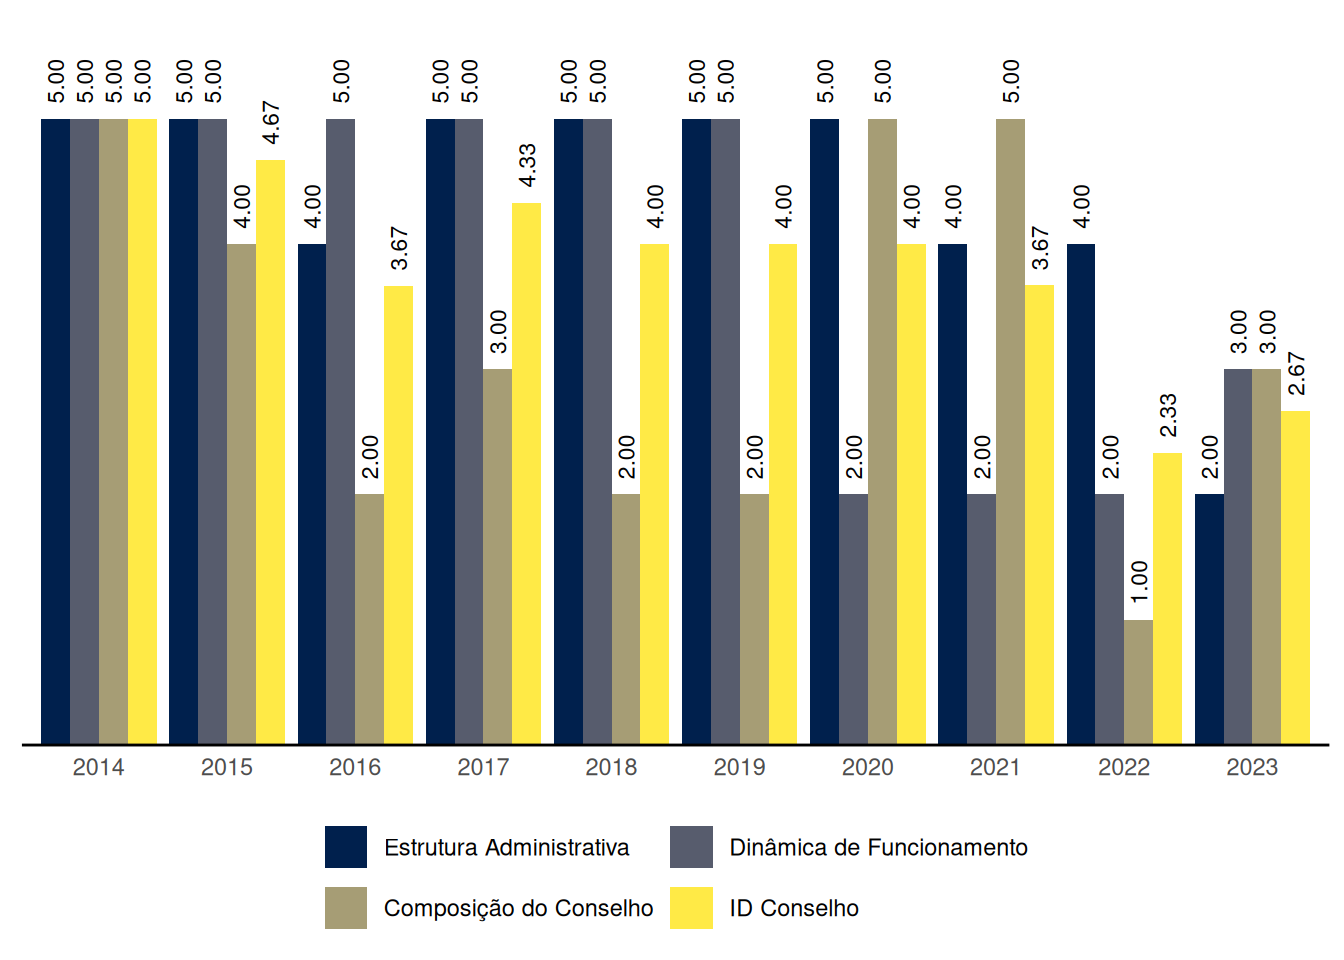 5.00 5.00 5.00 5.00 5.00 5.00 4.00 4.67 4.00 5.00 2.00 3.67 5.00 5.00 3.00 4.33 5.00 5.00 2.00 4.00 5.00 5.00 2.00 4.00 5.00 2.00 5.00 4.00 4.00 2.00 5.00 3.67 4.00 2.00 1.00 2.33 2.00 3.00 3.00 2.67
2014 2015 2016 2017 2018 2019 2020 2021 2022 2023
Estrutura Administrativa Dinâmica de Funcionamento
Composição do Conselho ID Conselho